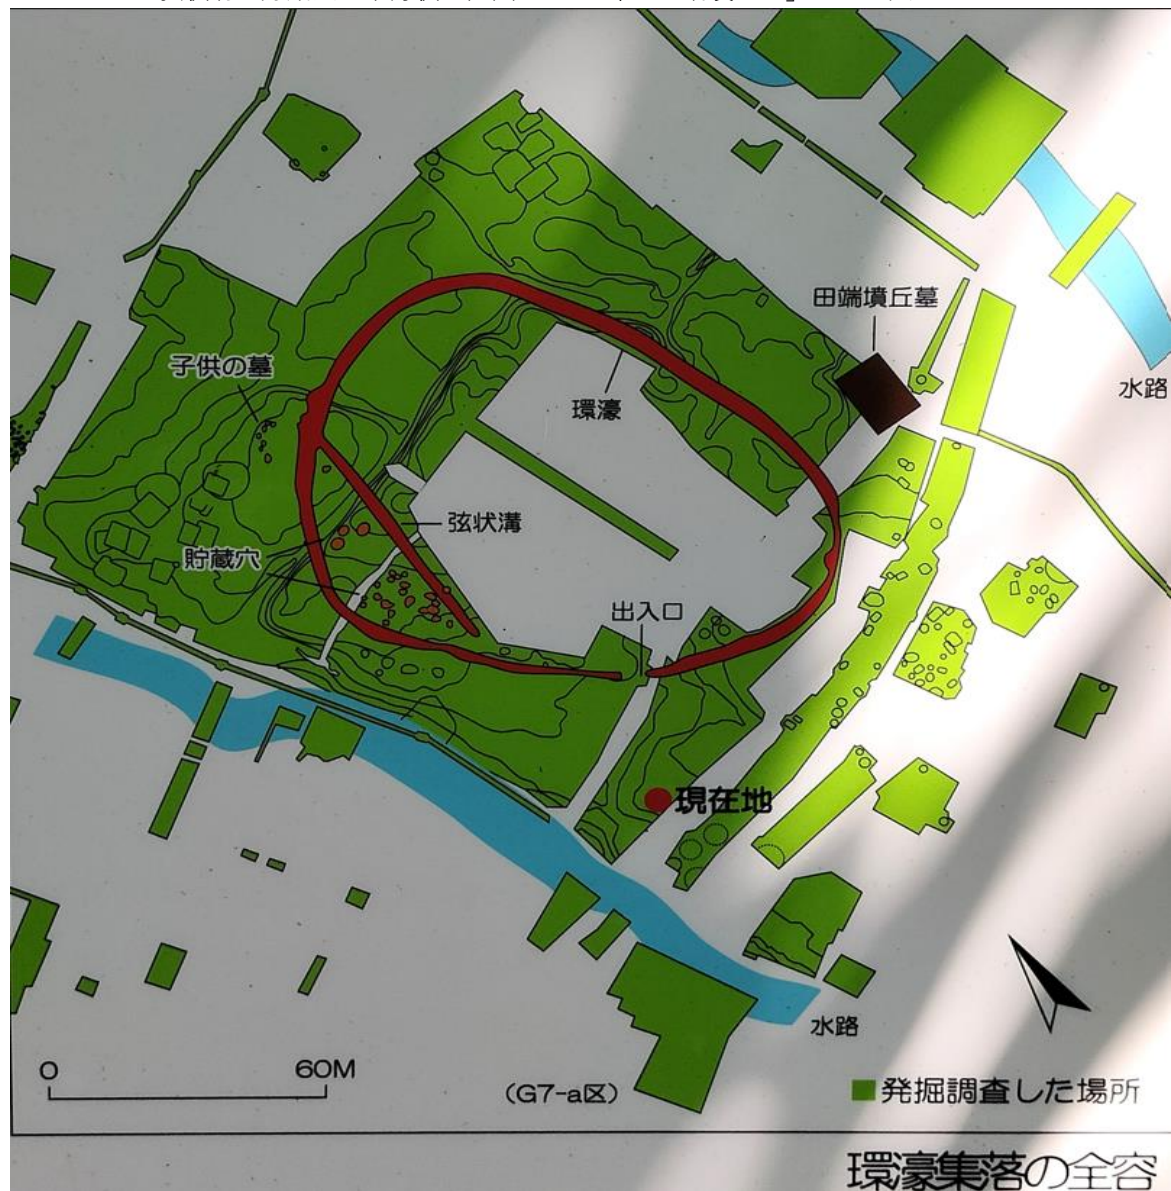 田端墳丘墓
水路
子供の墓
環濠
弦状溝
貯蔵穴
出入口
現在地
水路
0 60M
(G7-a区)
発掘調査した場所
環濠集落の全容